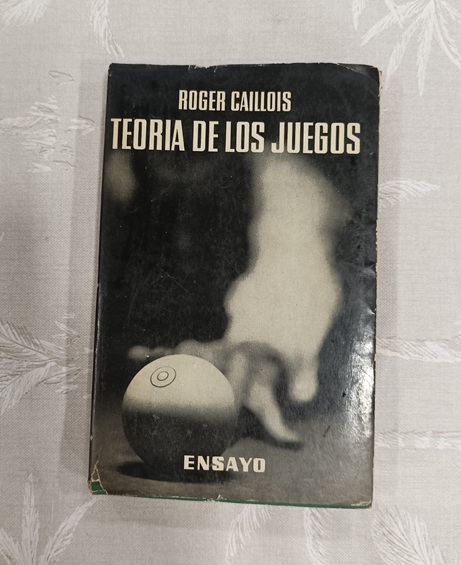 ROGER CAILLOIS
TEORIA DE LOS JUEGOS
ENSAYO